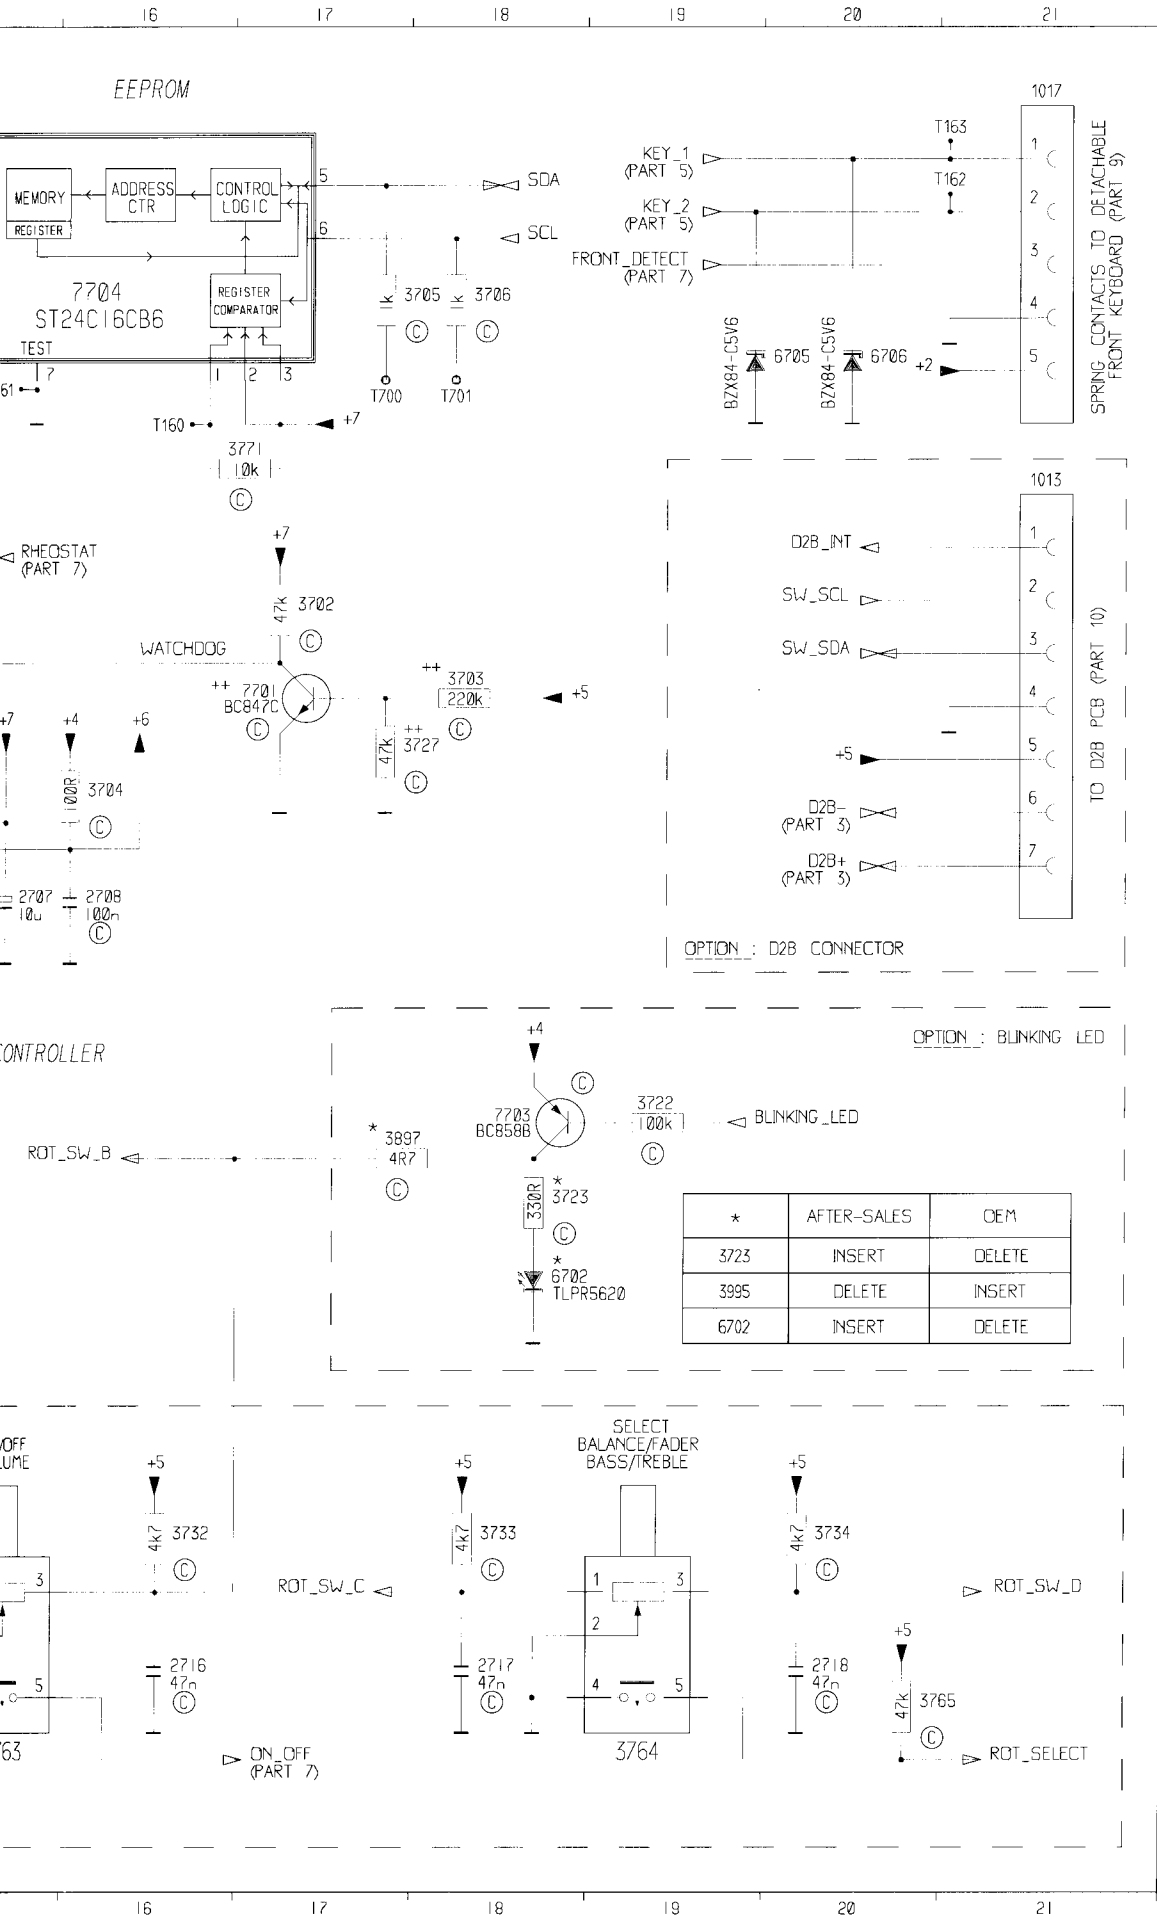 16 17 18 19 20 21
EEPROM
1017
T163
KEY_1
(PART 5)
1
MEMORY
REGISTER
ADDRESS
CTR
CONTROL
LOGIC
5
SDA
T162
KEY_2
(PART 5)
2
6
SCL
FRONT_DETECT
(PART 7)
3
SPRING CONTACTS TO DETACHABLE
FRONT KEYBOARD (PART 9)
7704
ST24C16CB6
REGISTER
COMPARATOR
1k
3705
C
1k
3706
C
4
TEST
7
1
2
3
BZX84-C5V6
6705
BZX84-C5V6
6706
+2
5
61
T700
T701
T160
+7
3771
10k
C
1013
RHEOSTAT
(PART 7)
+7
D2B_INT
1
47k
3702
C
SW_SCL
2
WATCHDOG
SW_SDA
3
++ 7701
BC847C
C
++ 3703
220k
C
+5
4
TO D2B PCB (PART 10)
+7
+4
+6
47k
++
3727
C
+5
5
100R
3704
C
D2B-
(PART 3)
6
D2B+
(PART 3)
7
2707
10u
2708
100n
C
OPTION : D2B CONNECTOR
CONTROLLER
+4
OPTION : BLINKING LED
C
7703
BC858B
3722
100k
C
BLINKING_LED
ROT_SW_B
* 3897
4R7
C
330R
*
3723
C
*
6702
TLPR5620
* AFTER-SALES OEM
3723 INSERT DELETE
3995 DELETE INSERT
6702 INSERT DELETE
/OFF
LUME
+5
+5
SELECT
BALANCE/FADER
BASS/TREBLE
+5
4k7
3732
C
4k7
3733
C
4k7
3734
C
3
ROT_SW_C
1
3
ROT_SW_D
2
+5
2716
47n
C
2717
47n
C
2718
47n
C
5
4
5
47k
3765
C
763
ON_OFF
(PART 7)
3764
ROT_SELECT
16 17 18 19 20 21